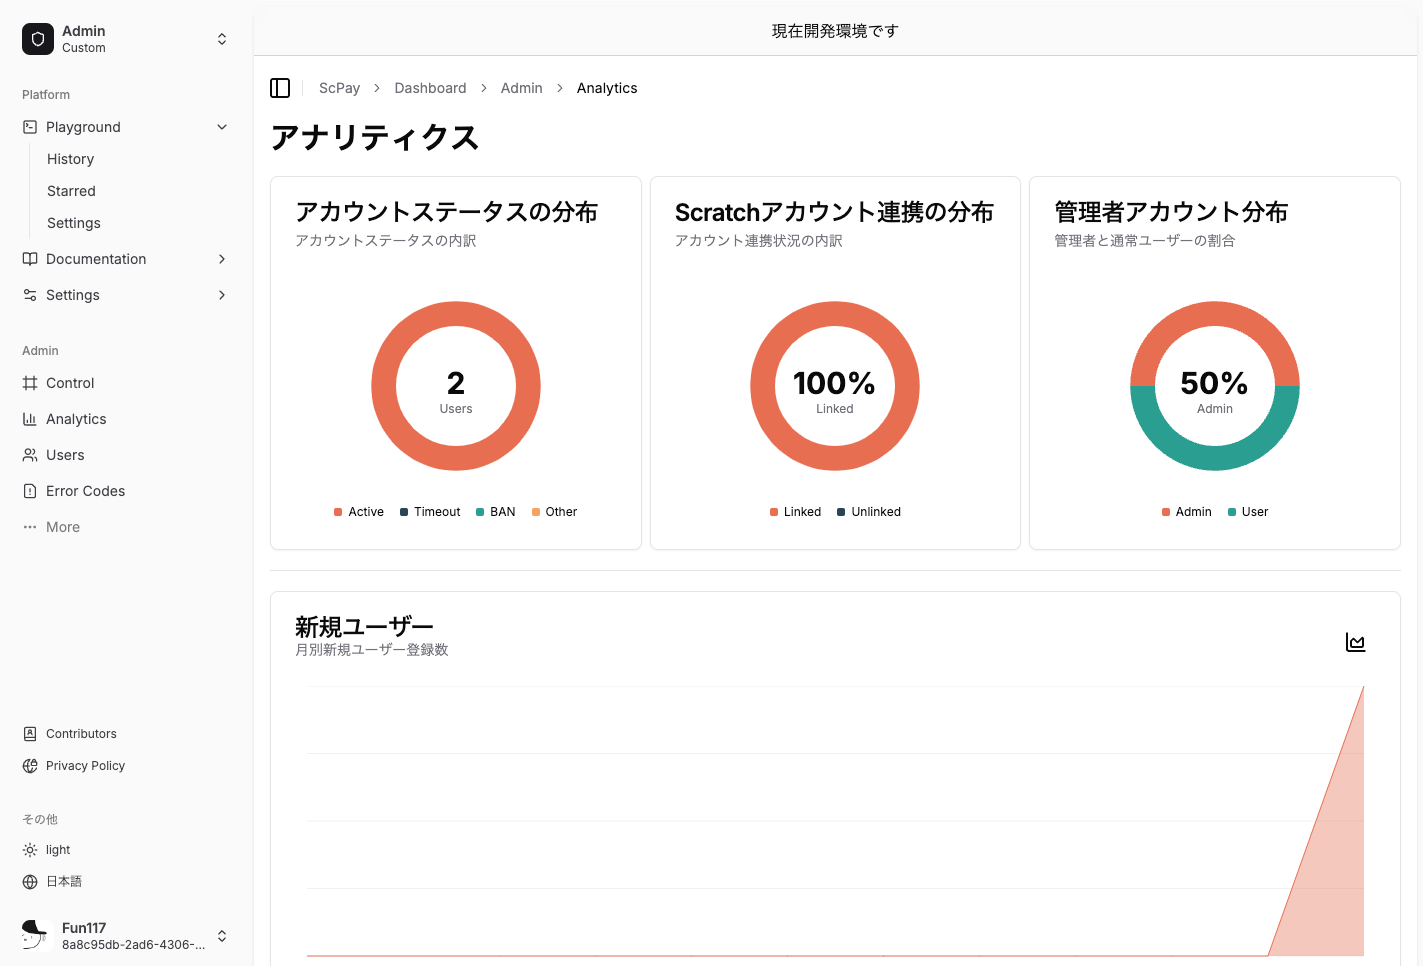 Admin
Custom
Platform
Playground
History
Starred
Settings
Documentation
Settings
Admin
Control
Analytics
Users
Error Codes
More
Contributors
Privacy Policy
その他
light
日本語
Fun117
8a8c95db-2ad6-4306-...
現在開発環境です
ScPay > Dashboard > Admin > Analytics
アナリティクス
アカウントステータスの分布
アカウントステータスの内訳
2
Users
Active Timeout BAN Other
Scratchアカウント連携の分布
アカウント連携状況の内訳
100%
Linked
Linked Unlinked
管理者アカウント分布
管理者と通常ユーザーの割合
50%
Admin
Admin User
新規ユーザー
月別新規ユーザー登録数